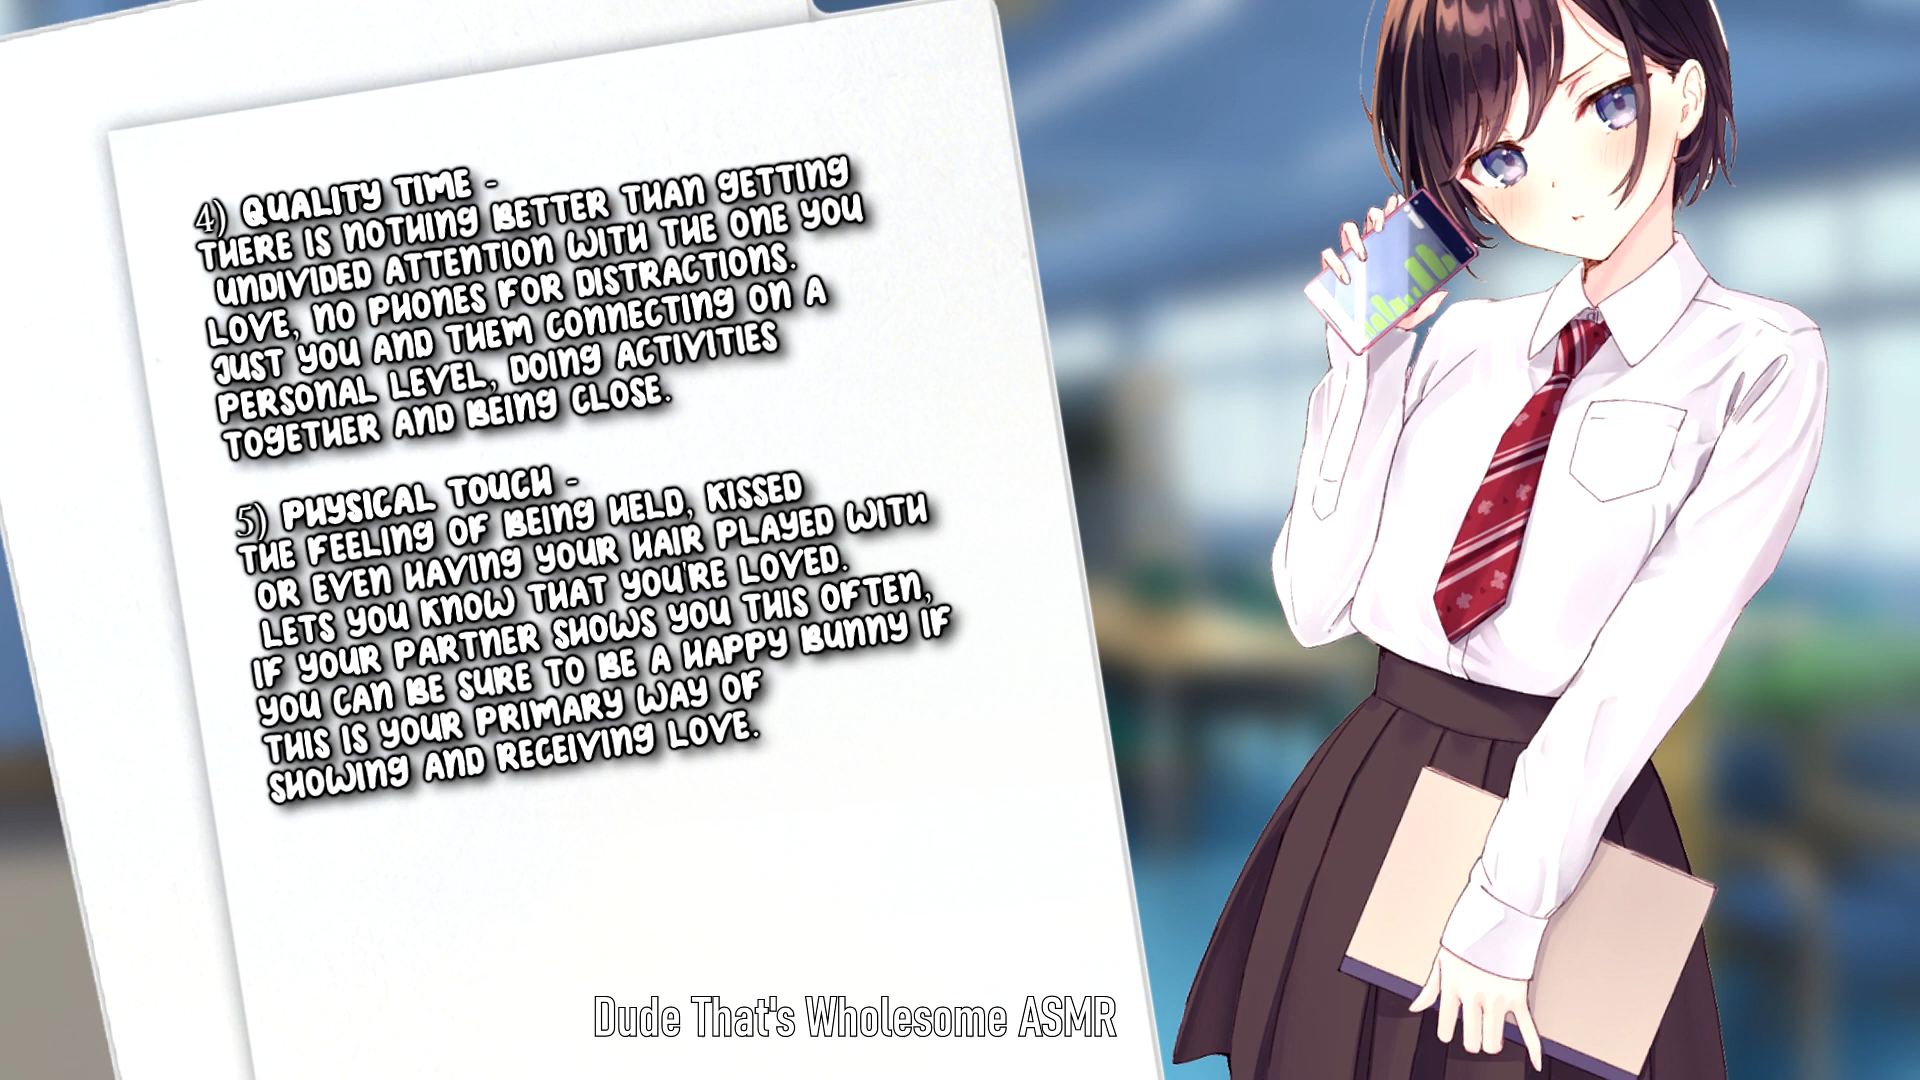 4) QUALITY TIME -
THERE IS NOTHING BETTER THAN GETTING
UNDIVIDED ATTENTION WITH THE ONE YOU
LOVE, NO PHONES FOR DISTRACTIONS.
JUST YOU AND THEM CONNECTING ON A
PERSONAL LEVEL, DOING ACTIVITIES
TOGETHER AND BEING CLOSE.
5) PHYSICAL TOUCH -
THE FEELING OF BEING HELD, KISSED
OR EVEN HAVING YOUR HAIR PLAYED WITH
LETS YOU KNOW THAT YOU'RE LOVED.
IF YOUR PARTNER SHOWS YOU THIS OFTEN,
YOU CAN BE SURE TO BE A HAPPY BUNNY IF
THIS IS YOUR PRIMARY WAY OF
SHOWING AND RECEIVING LOVE.
Dude That's Wholesome ASMR